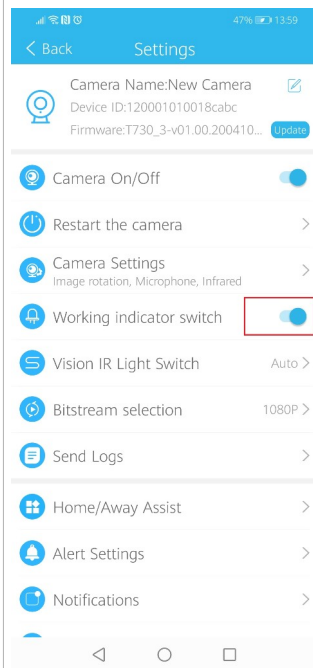 47% 13.59
Back Settings
Camera Name:New Camera
Device ID:120001010018cabc
Firmware:T730_3-v01.00.200410... Update
Camera On/Off
Restart the camera
Camera Settings
Image rotation, Microphone, Infrared
Working indicator switch
Vision IR Light Switch Auto
Bitstream selection 1080P
Send Logs
Home/Away Assist
Alert Settings
Notifications